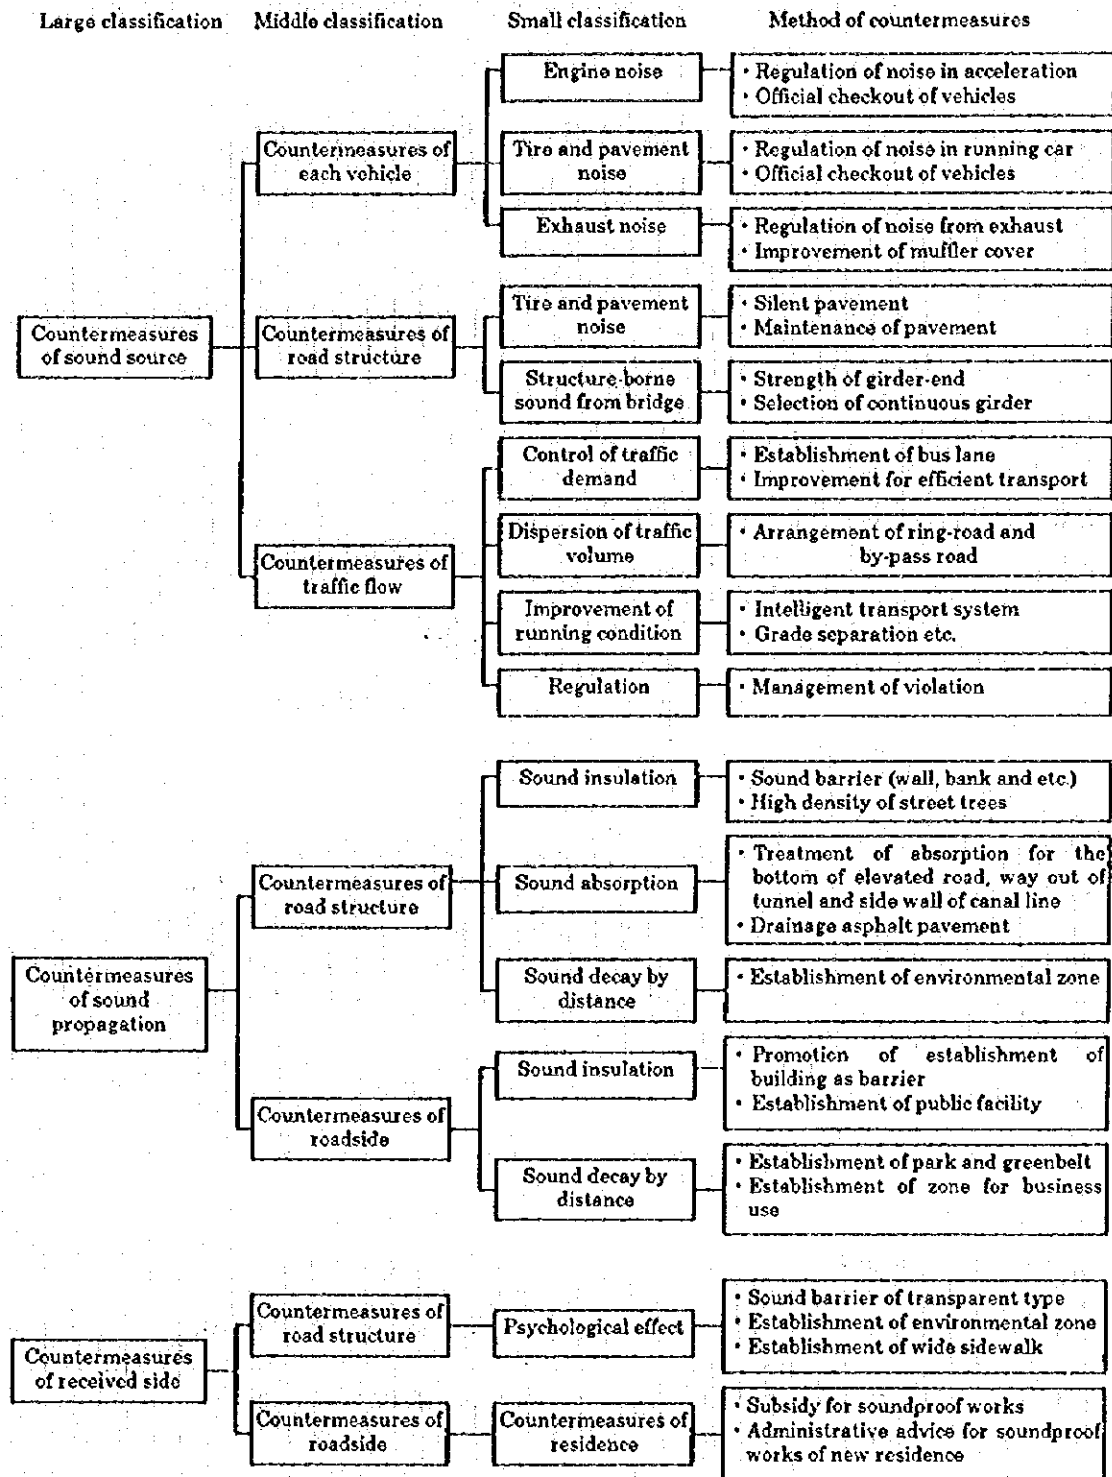 Large classification Middle classification Small classification Method of countermeasures
Engine noise
• Regulation of noise in acceleration
• Official checkout of vehicles
Countermeasures of
each vehicle
Tire and pavement
noise
• Regulation of noise in running car
• Official checkout of vehicles
Exhaust noise
• Regulation of noise from exhaust
• Improvement of muffler cover
Countermeasures
of sound source
Countermeasures of
road structure
Tire and pavement
noise
• Silent pavement
• Maintenance of pavement
Structure-borne
sound from bridge
• Strength of girder-end
• Selection of continuous girder
Control of traffic
demand
• Establishment of bus lane
• Improvement for efficient transport
Countermeasures of
traffic flow
Dispersion of traffic
volume
• Arrangement of ring-road and
by-pass road
Improvement of
running condition
• Intelligent transport system
• Grade separation etc.
Regulation
• Management of violation
Sound insulation
• Sound barrier (wall, bank and etc.)
• High density of street trees
Countermeasures of
road structure
Sound absorption
• Treatment of absorption for the
bottom of elevated road, way out of
tunnel and side wall of canal line
• Drainage asphalt pavement
Countermeasures
of sound
propagation
Sound decay by
distance
• Establishment of environmental zone
Sound insulation
• Promotion of establishment of
building as barrier
• Establishment of public facility
Countermeasures of
roadside
Sound decay by
distance
• Establishment of park and greenbelt
• Establishment of zone for business
use
Countermeasures
of received side
Countermeasures of
road structure
Psychological effect
• Sound barrier of transparent type
• Establishment of environmental zone
• Establishment of wide sidewalk
Countermeasures of
roadside
Countermeasures of
residence
• Subsidy for soundproof works
• Administrative advice for soundproof
works of new residence